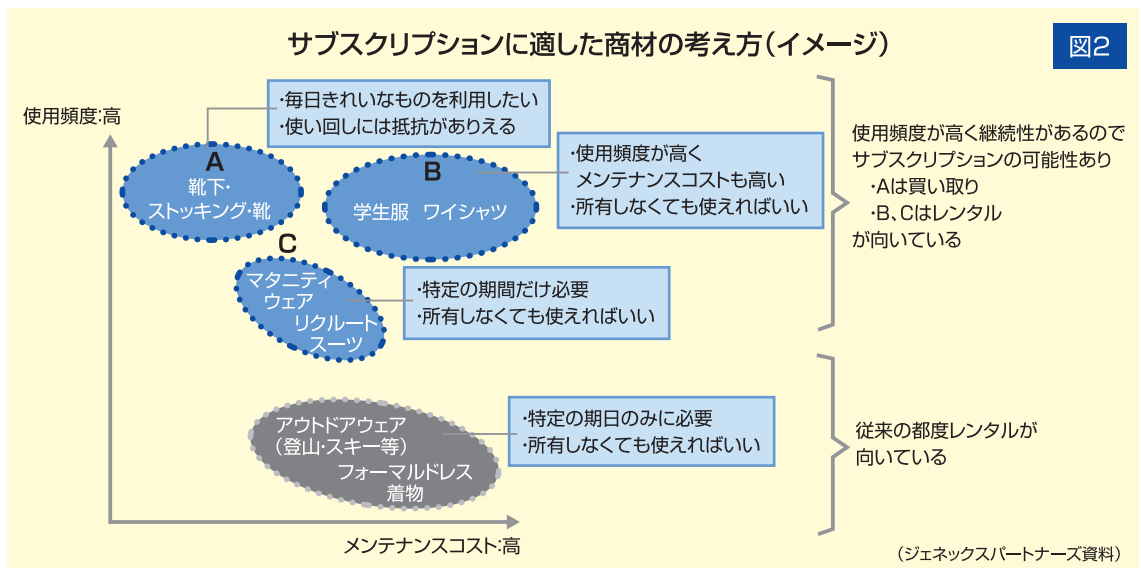 サブスクリプションに適した商材の考え方（イメージ）
図2
使用頻度:高
・毎日きれいなものを利用したい
・使い回しには抵抗がありえる
A
靴下・
ストッキング・靴
B
学生服 ワイシャツ
・使用頻度が高く
メンテナンスコストも高い
・所有しなくても使えればいい
C
マタニティ
ウェア
リクルート
スーツ
・特定の期間だけ必要
・所有しなくても使えればいい
使用頻度が高く継続性があるので
サブスクリプションの可能性あり
・Aは買い取り
・B、Cはレンタル
が向いている
アウトドアウェア
（登山・スキー等）
フォーマルドレス
着物
・特定の期日のみに必要
・所有しなくても使えればいい
従来の都度レンタルが
向いている
メンテナンスコスト:高
（ジェネックスパートナーズ資料）